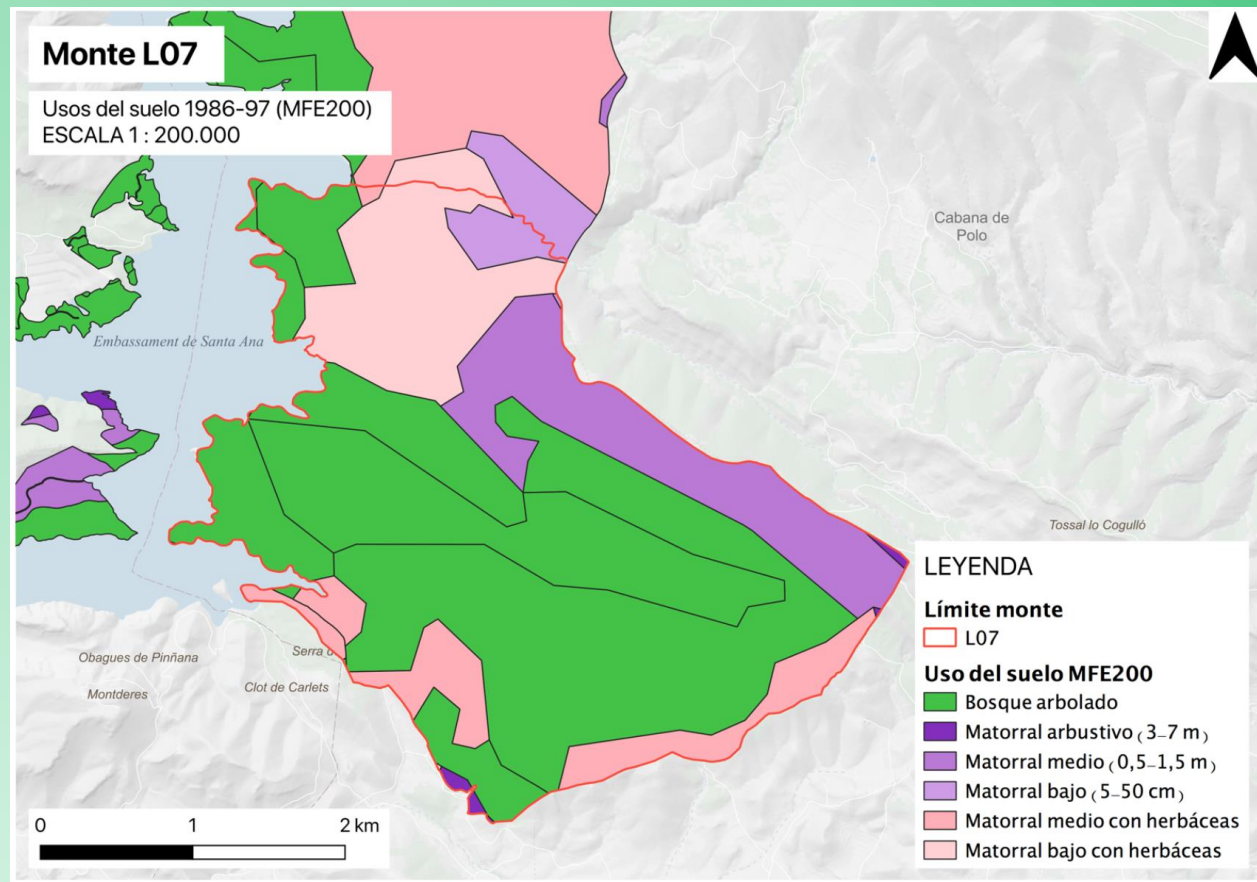 Monte L07
Usos del suelo 1986-97 (MFE200)
ESCALA 1 : 200.000
Cabana de
Polo
Embassament de Santa Ana
Tossal lo Cogulló
Obagues de Pinñana
Serra d
Montderes
Clot de Carlets
LEYENDA
Límite monte
L07
Uso del suelo MFE200
Bosque arbolado
Matorral arbustivo (3–7 m)
Matorral medio (0,5–1,5 m)
Matorral bajo (5–50 cm)
Matorral medio con herbáceas
Matorral bajo con herbáceas
0 1 2 km